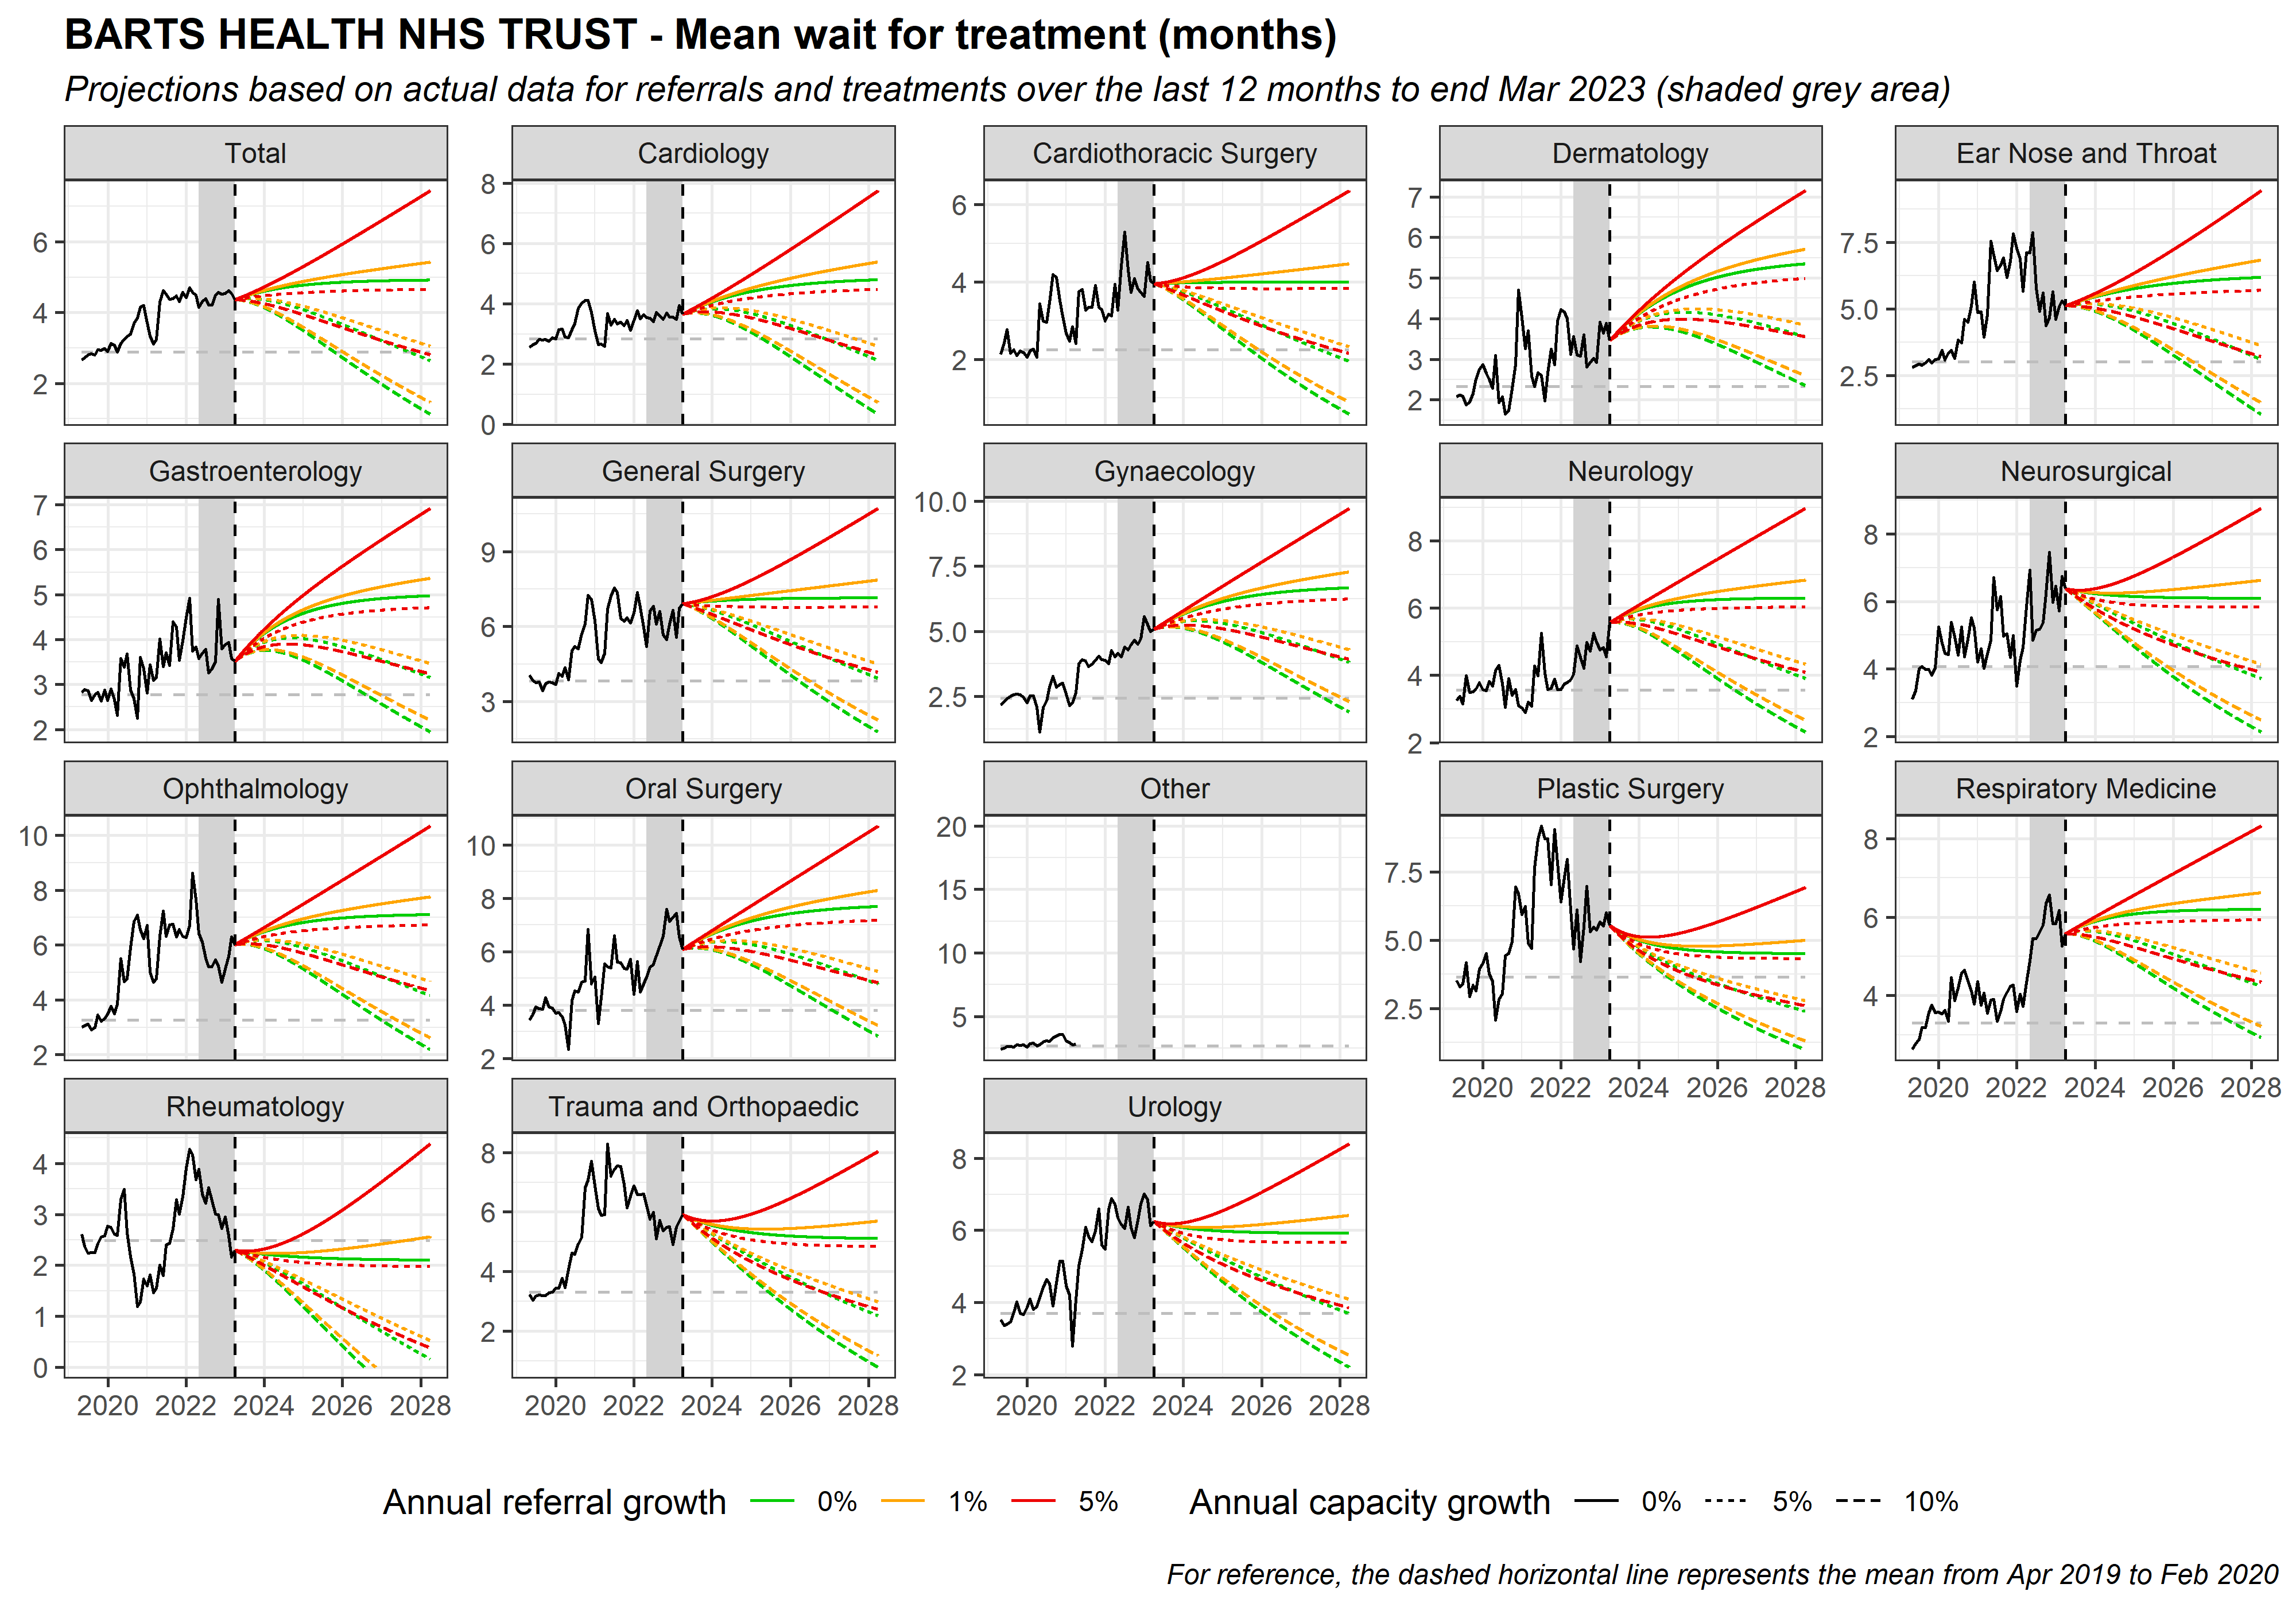 BARTS HEALTH NHS TRUST - Mean wait for treatment (months)
Projections based on actual data for referrals and treatments over the last 12 months to end Mar 2023 (shaded grey area)
Total
Cardiology
Cardiothoracic Surgery
Dermatology
Ear Nose and Throat
6
4
2
8
6
4
2
0
6
4
2
7
6
5
4
3
2
7.5
5.0
2.5
Gastroenterology
General Surgery
Gynaecology
Neurology
Neurosurgical
7
6
5
4
3
2
9
6
3
10.0
7.5
5.0
2.5
8
6
4
2
8
6
4
2
Ophthalmology
Oral Surgery
Other
Plastic Surgery
Respiratory Medicine
10
8
6
4
2
10
8
6
4
2
20
15
10
5
7.5
5.0
2.5
8
6
4
2020 2022 2024 2026 2028
2020 2022 2024 2026 2028
Rheumatology
Trauma and Orthopaedic
Urology
4
3
2
1
0
8
6
4
2
8
6
4
2
2020 2022 2024 2026 2028
2020 2022 2024 2026 2028
2020 2022 2024 2026 2028
Annual referral growth 0% 1% 5% Annual capacity growth 0% 5% 10%
For reference, the dashed horizontal line represents the mean from Apr 2019 to Feb 2020